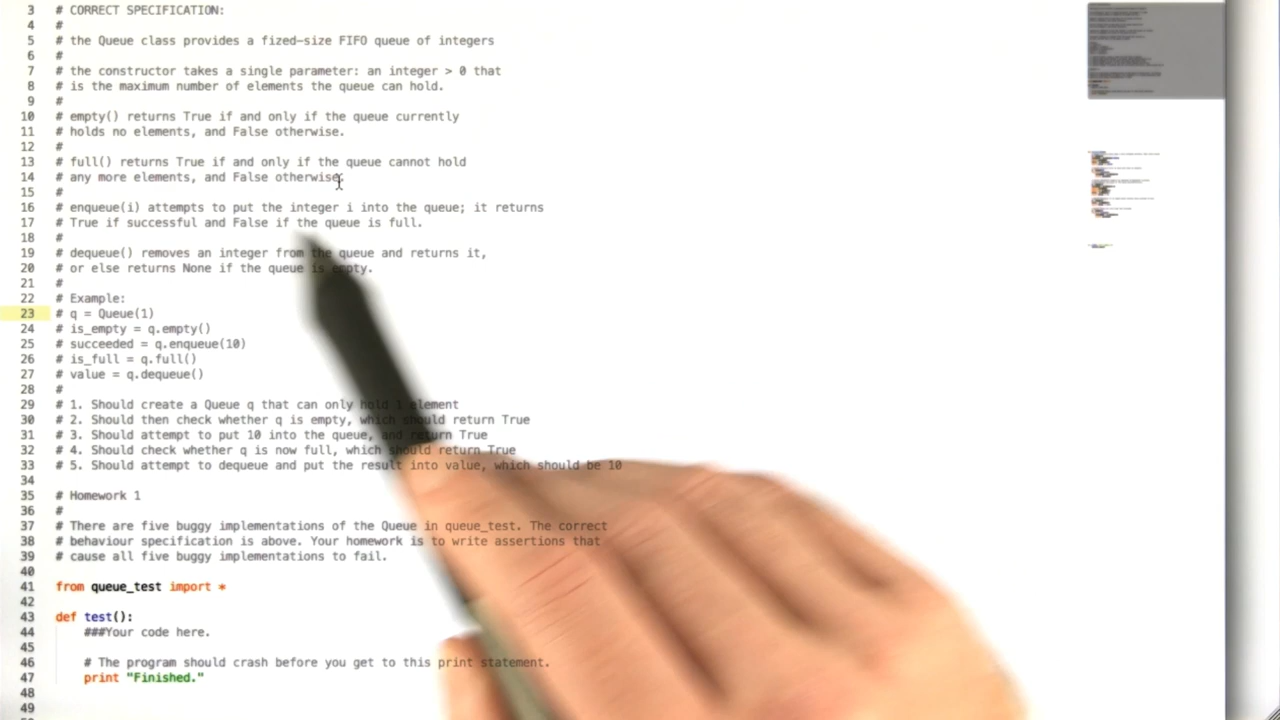 3 # CORRECT SPECIFICATION:
4 #
5 # the Queue class provides a fized-size FIFO queue of integers
6 #
7 # the constructor takes a single parameter: an integer > 0 that
8 # is the maximum number of elements the queue can hold.
9 #
10 # empty() returns True if and only if the queue currently
11 # holds no elements, and False otherwise.
12 #
13 # full() returns True if and only if the queue cannot hold
14 # any more elements, and False otherwise.
15 #
16 # enqueue(i) attempts to put the integer i into the queue; it returns
17 # True if successful and False if the queue is full.
18 #
19 # dequeue() removes an integer from the queue and returns it,
20 # or else returns None if the queue is empty.
21 #
22 # Example:
23 # q = Queue(1)
24 # is_empty = q.empty()
25 # succeeded = q.enqueue(10)
26 # is_full = q.full()
27 # value = q.dequeue()
28 #
29 # 1. Should create a Queue q that can only hold 1 element
30 # 2. Should then check whether q is empty, which should return True
31 # 3. Should attempt to put 10 into the queue, and return True
32 # 4. Should check whether q is now full, which should return True
33 # 5. Should attempt to dequeue and put the result into value, which should be 10
34
35 # Homework 1
36 #
37 # There are five buggy implementations of the Queue in queue_test. The correct
38 # behaviour specification is above. Your homework is to write assertions that
39 # cause all five buggy implementations to fail.
40
41 from queue_test import *
42
43 def test():
44 ###Your code here.
45
46 # The program should crash before you get to this print statement.
47 print "Finished."
48
49